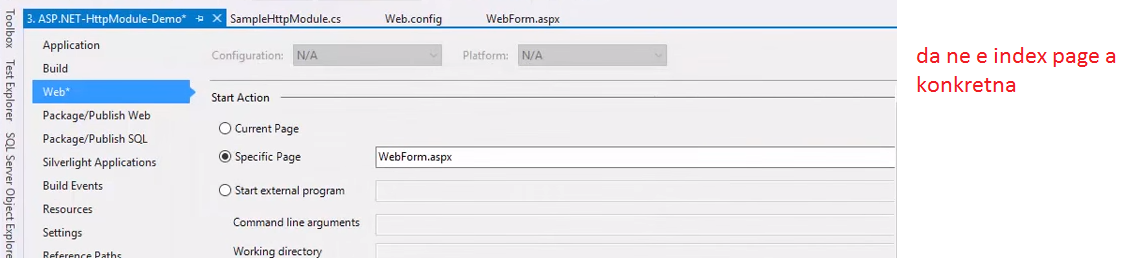 3. ASP.NET-HttpModule-Demo*
SampleHttpModule.cs
Web.config
WebForm.aspx
Toolbox
Test Explorer
SQL Server Object Explore
Application
Build
Web*
Package/Publish Web
Package/Publish SQL
Silverlight Applications
Build Events
Resources
Settings
Reference Paths
Configuration: N/A
Platform: N/A
Start Action
Current Page
Specific Page
WebForm.aspx
Start external program
Command line arguments
Working directory
da ne e index page a
konkretna